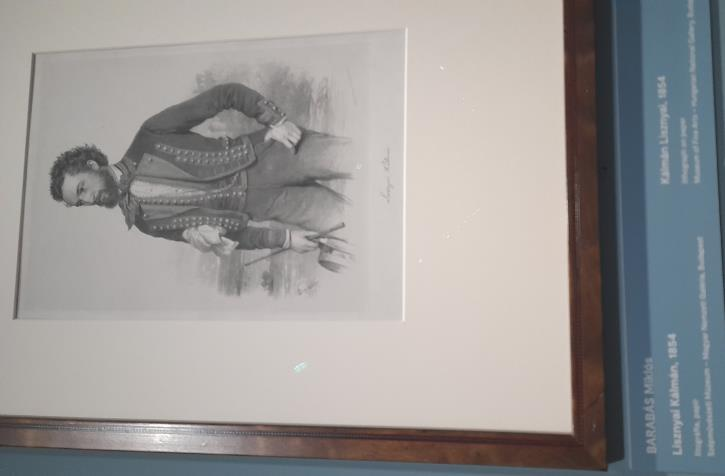 BARABÁS Miklós
Lisznyai Kálmán, 1854
litográfia, papír
Szépművészeti Múzeum – Magyar Nemzeti Galéria, Budapest
Kálmán Lisznyai, 1854
lithograph on paper
Museum of Fine Arts – Hungarian National Gallery,